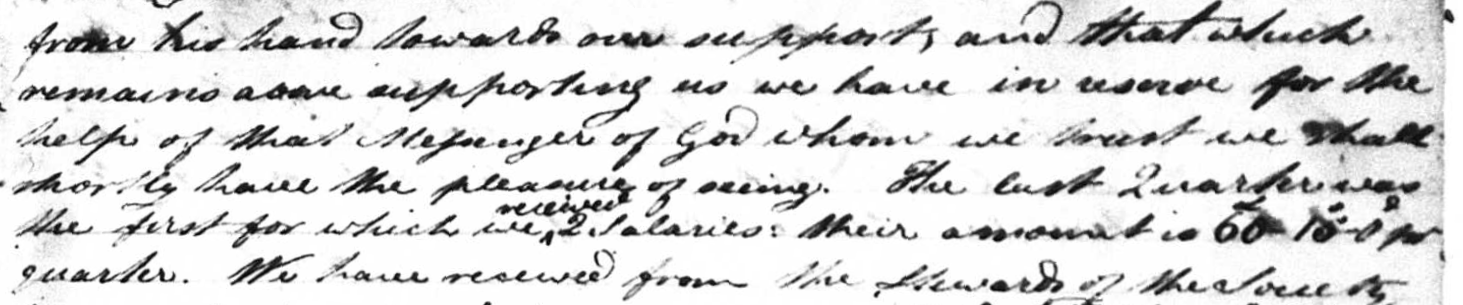 from his hand towards our support, and that which
remains above supporting us we have in reserve for the
help of that Messenger of God whom we trust we shall
shortly have the pleasure of seeing. The last Quarter was
the first for which we received 2 Salaries: their amount is 60-18-0 pr
quarter. We have received from the Stewards of the Society